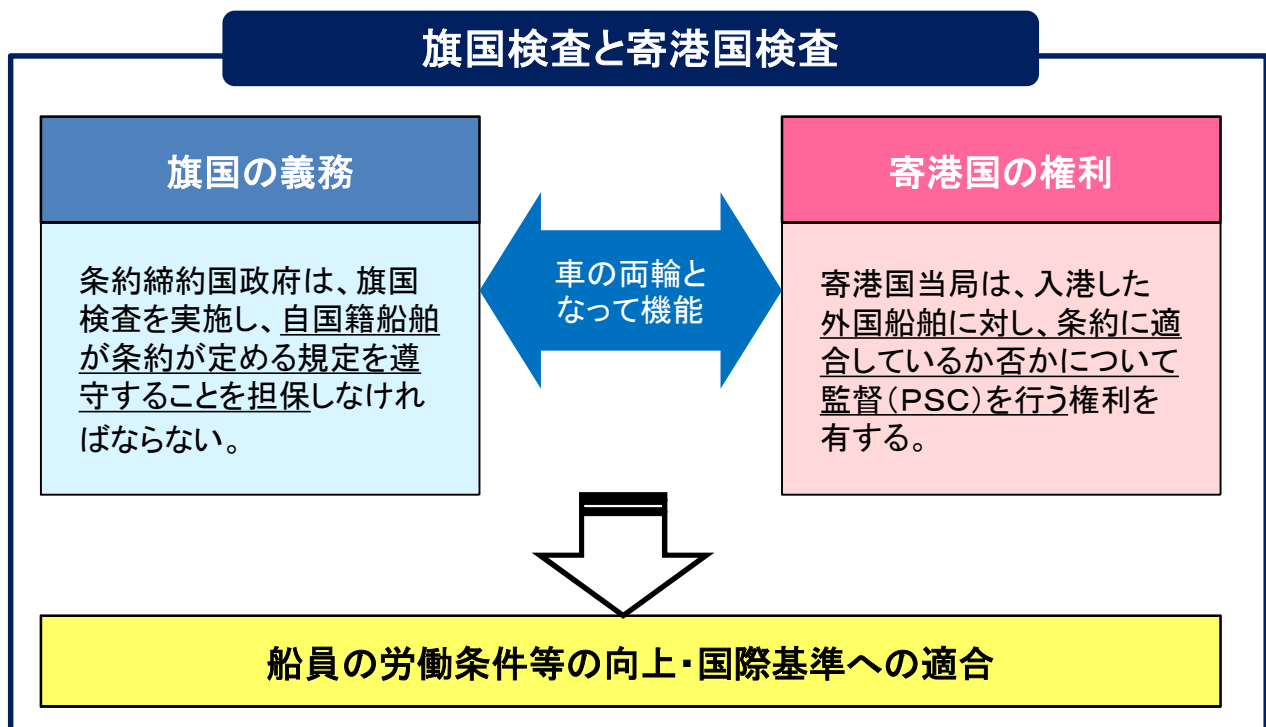 旗国検査と寄港国検査
旗国の義務
条約締約国政府は、旗国
検査を実施し、自国籍船舶
が条約が定める規定を遵
守することを担保しなけれ
ばならない。
車の両輪と
なって機能
寄港国の権利
寄港国当局は、入港した
外国船舶に対し、条約に適
合しているか否かについて
監督(PSC)を行う権利を
有する。
船員の労働条件等の向上・国際基準への適合